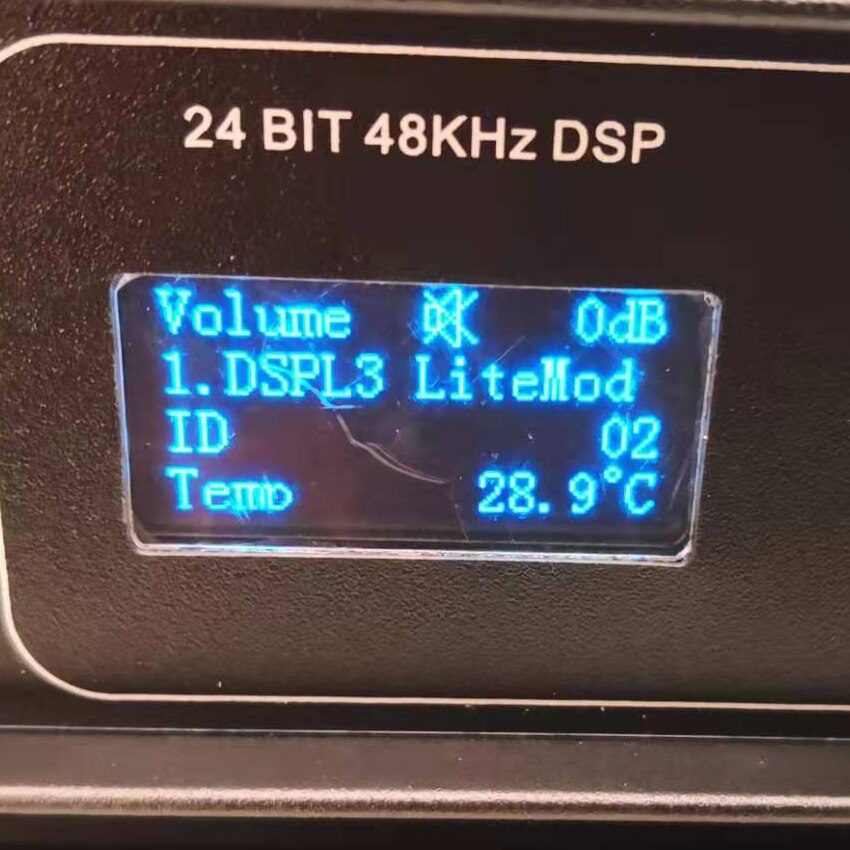 24 BIT 48KHz DSP
Volume 0dB
1.DSPL3 LiteMod
ID 02
Temp 28.9°C